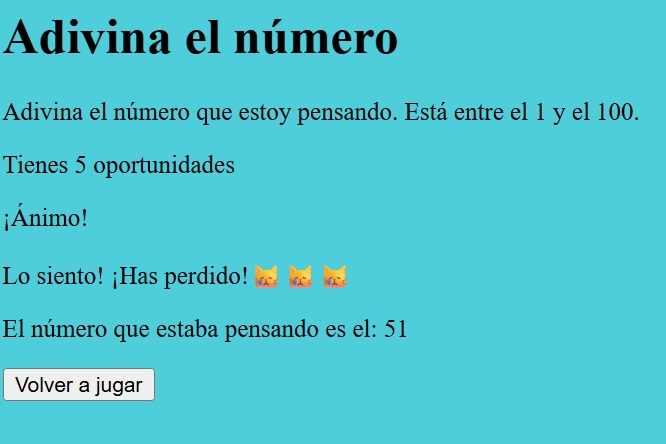 Adivina el número
Adivina el número que estoy pensando. Está entre el 1 y el 100.
Tienes 5 oportunidades
¡Ánimo!
Lo siento! ¡Has perdido! 😿 😿 😿
El número que estaba pensando es el: 51
Volver a jugar